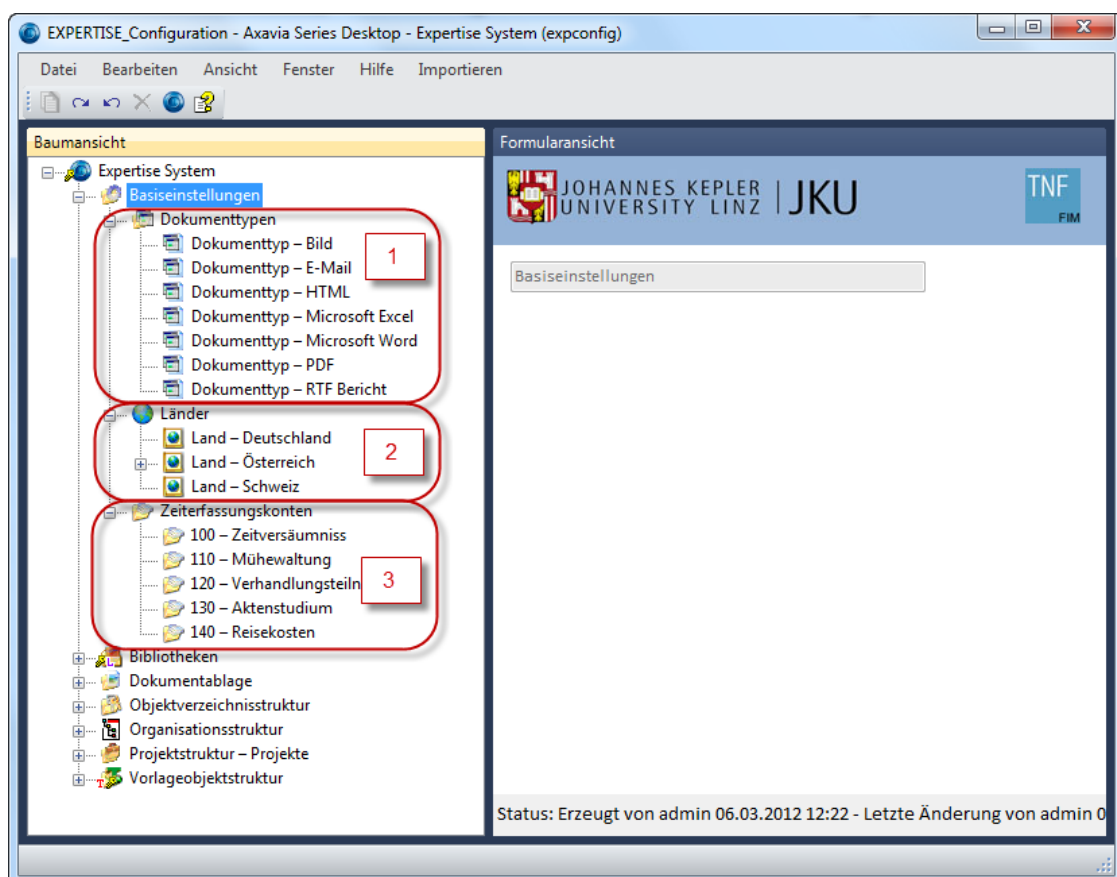 EXPERTISE_Configuration - Axavia Series Desktop - Expertise System (expconfig)
Datei Bearbeiten Ansicht Fenster Hilfe Importieren
Baumansicht
Expertise System
Basiseinstellungen
Dokumenttypen
Dokumenttyp – Bild
Dokumenttyp – E-Mail
Dokumenttyp – HTML
Dokumenttyp – Microsoft Excel
Dokumenttyp – Microsoft Word
Dokumenttyp – PDF
Dokumenttyp – RTF Bericht
1
Länder
Land – Deutschland
Land – Österreich
Land – Schweiz
2
Zeiterfassungskonten
100 – Zeitversäumniss
110 – Mühewaltung
120 – Verhandlungsteiln
130 – Aktenstudium
140 – Reisekosten
3
Bibliotheken
Dokumentablage
Objektverzeichnisstruktur
Organisationsstruktur
Projektstruktur – Projekte
Vorlageobjektstruktur
Formularansicht
JOHANNES KEPLER
UNIVERSITY LINZ | JKU
TNF
FIM
Basiseinstellungen
Status: Erzeugt von admin 06.03.2012 12:22 - Letzte Änderung von admin 0